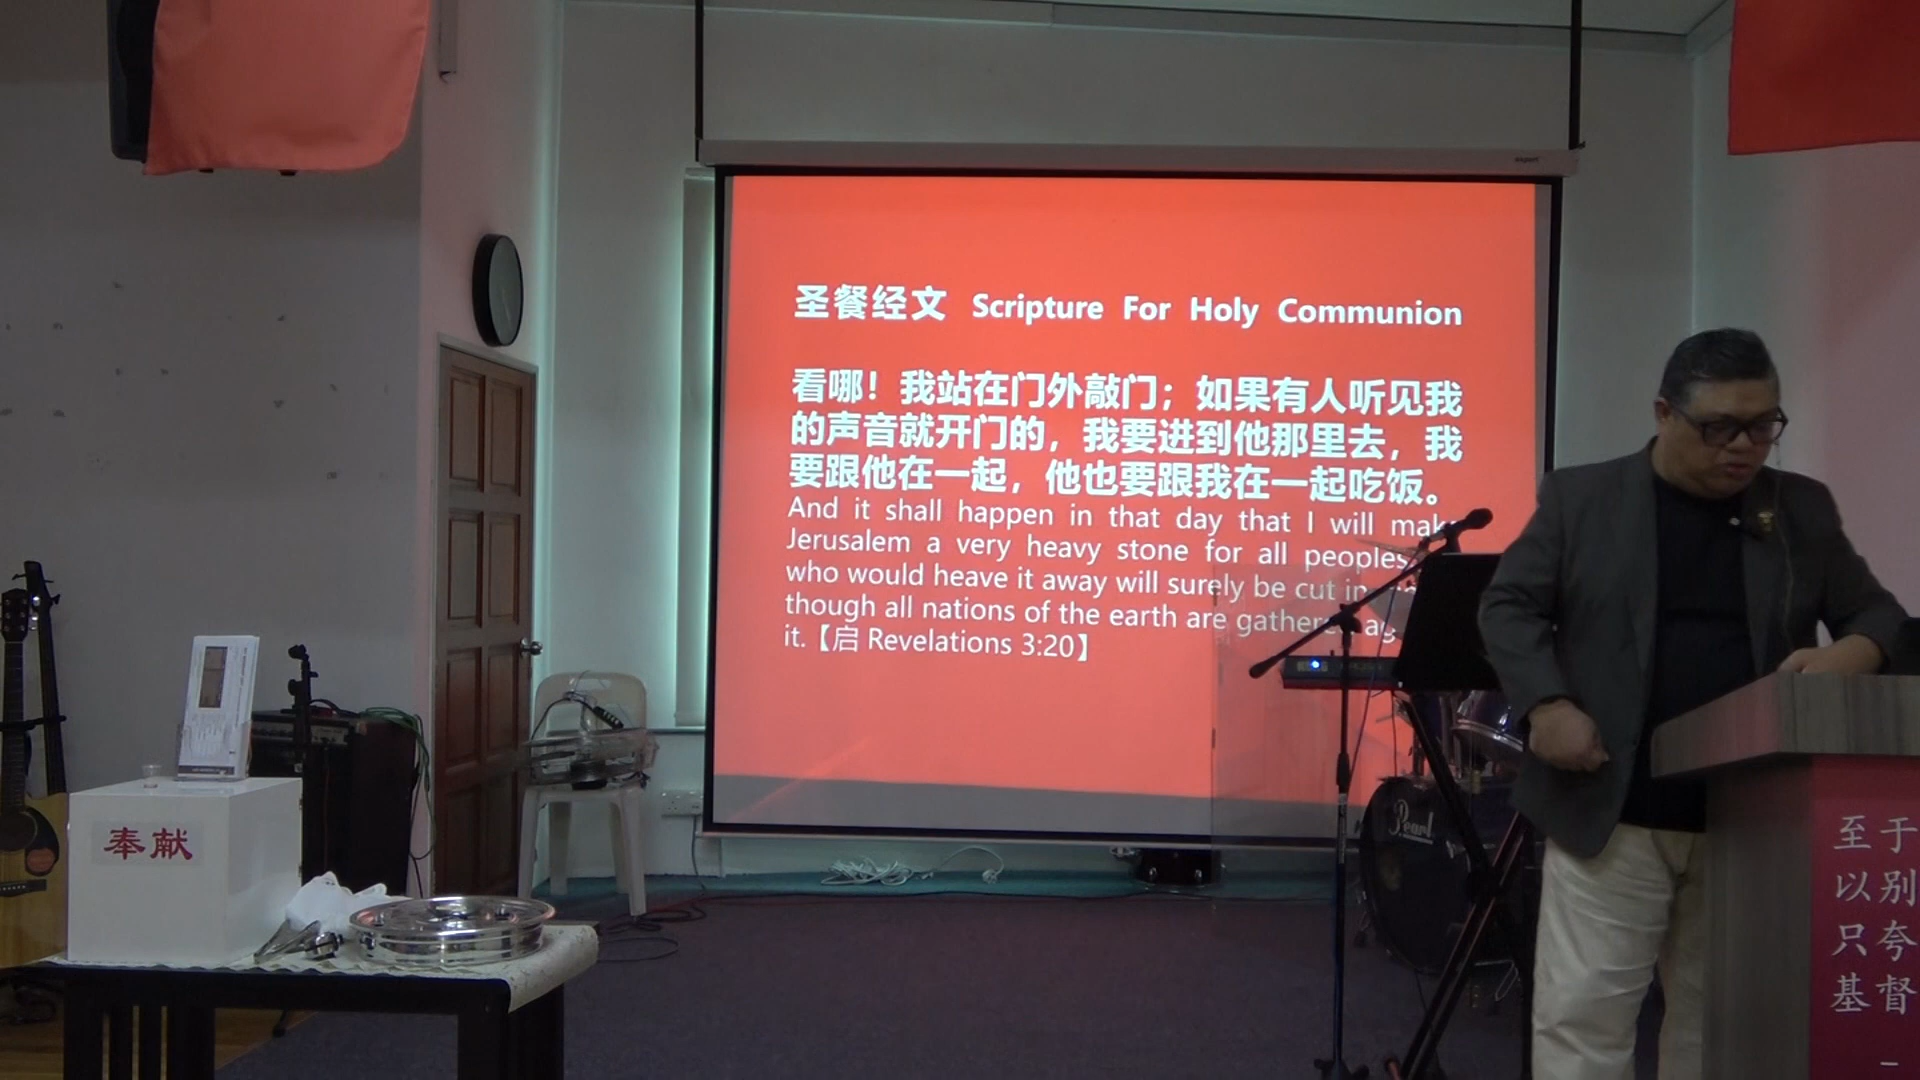 圣餐经文 Scripture For Holy Communion
看哪！我站在门外敲门；如果有人听见我
的声音就开门的，我要进到他那里去，我
要跟他在一起，他也要跟我在一起吃饭。
And it shall happen in that day that I will
Jerusalem a very heavy stone for all peoples
who would heave it away will surely be cut in
though all nations of the earth are gathered
it.【启 Revelations 3:20】
奉献
Pearl
至于
以别
只夸
基督